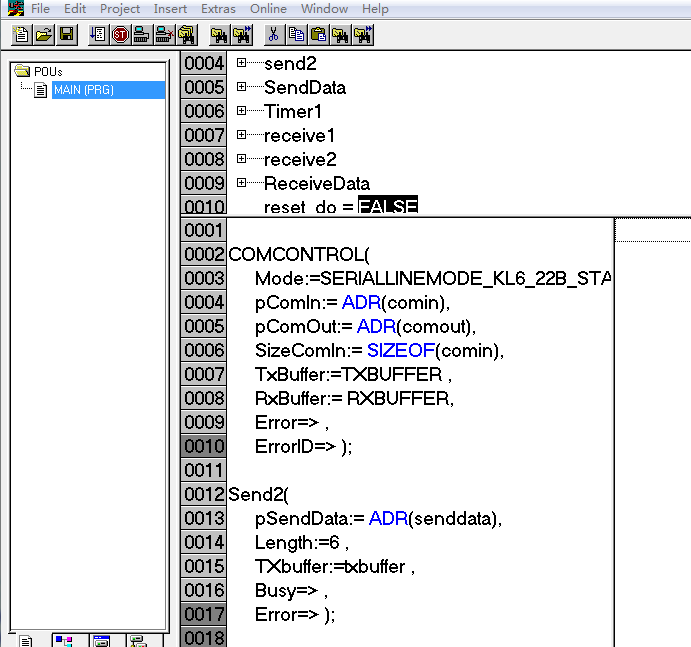 File Edit Project Insert Extras Online Window Help
POUs
MAIN (PRG)
0004 send2
0005 SendData
0006 Timer1
0007 receive1
0008 receive2
0009 ReceiveData
0010 reset_do = FALSE
0001
0002 COMCONTROL(
0003 Mode:=SERIALLINEMODE_KL6_22B_STA
0004 pComIn:= ADR(comin),
0005 pComOut:= ADR(comout),
0006 SizeComIn:= SIZEOF(comin),
0007 TxBuffer:=TXBUFFER ,
0008 RxBuffer:= RXBUFFER,
0009 Error=> ,
0010 ErrorID=> );
0011
0012 Send2(
0013 pSendData:= ADR(senddata),
0014 Length:=6 ,
0015 TXbuffer:=txbuffer ,
0016 Busy=> ,
0017 Error=> );
0018